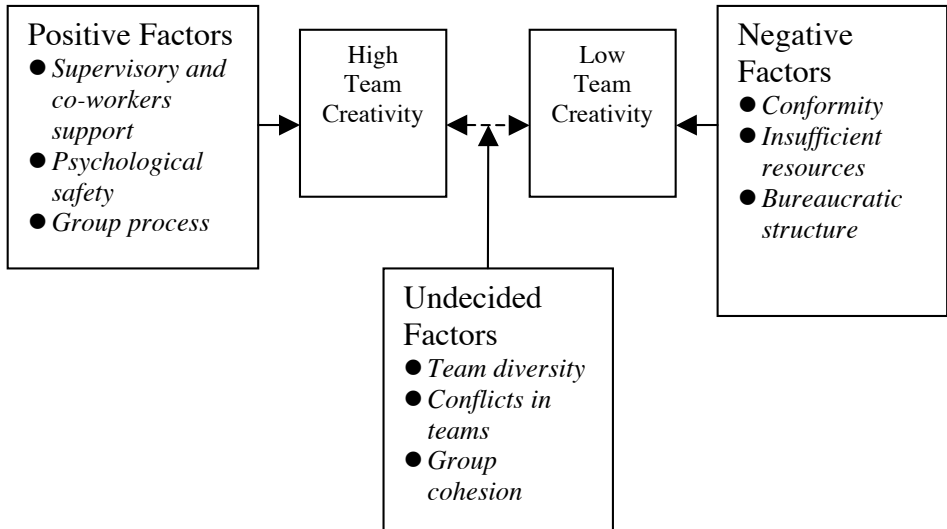 Positive Factors
● Supervisory and
co-workers
support
● Psychological
safety
● Group process
High
Team
Creativity
Low
Team
Creativity
Negative
Factors
● Conformity
● Insufficient
resources
● Bureaucratic
structure
Undecided
Factors
● Team diversity
● Conflicts in
teams
● Group
cohesion